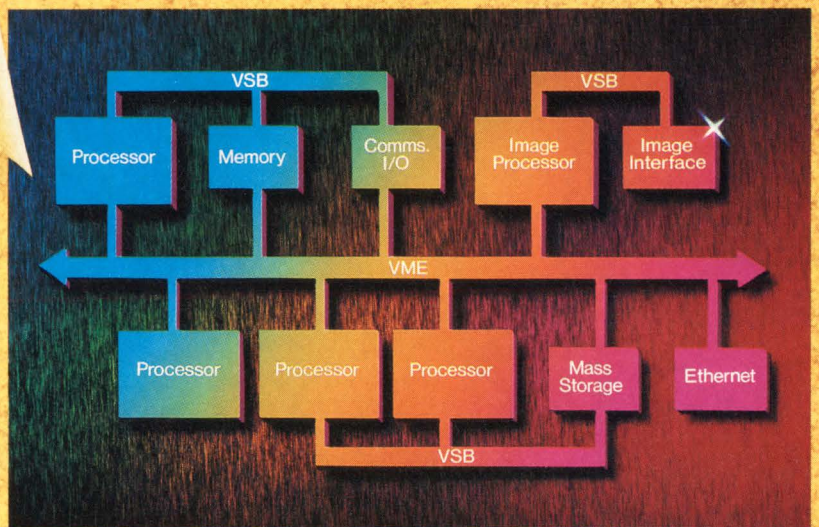 VSB
VSB
Processor
Memory
Comms.
I/O
Image
Processor
Image
Interface
VME
Processor
Processor
Processor
Mass
Storage
Ethernet
VSB